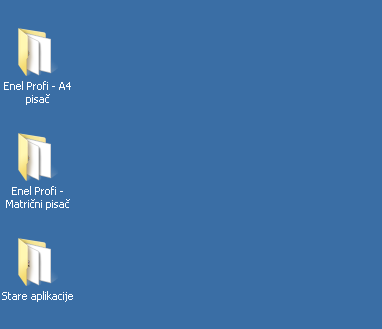 Enel Profi - A4
pisač
Enel Profi -
Matrični pisač
Stare aplikacije